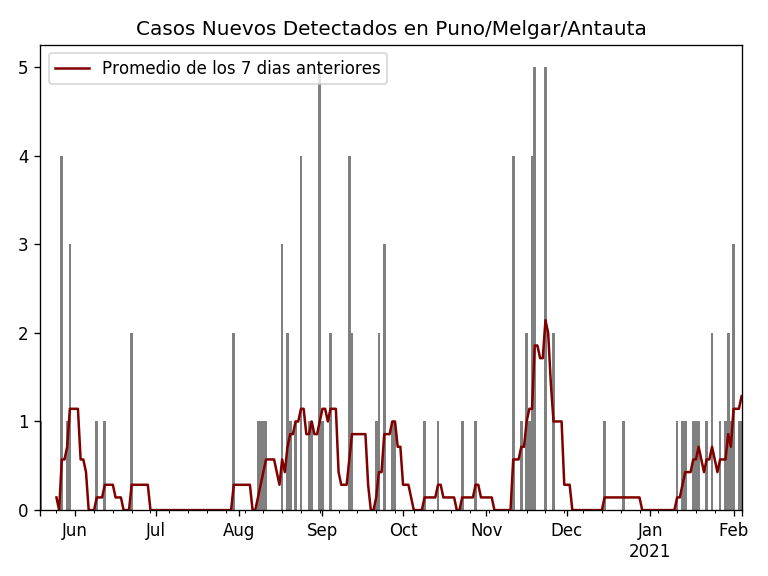 Casos Nuevos Detectados en Puno/Melgar/Antauta
Promedio de los 7 dias anteriores
5
4
3
2
1
0
Jun Jul Aug Sep Oct Nov Dec Jan Feb
2021